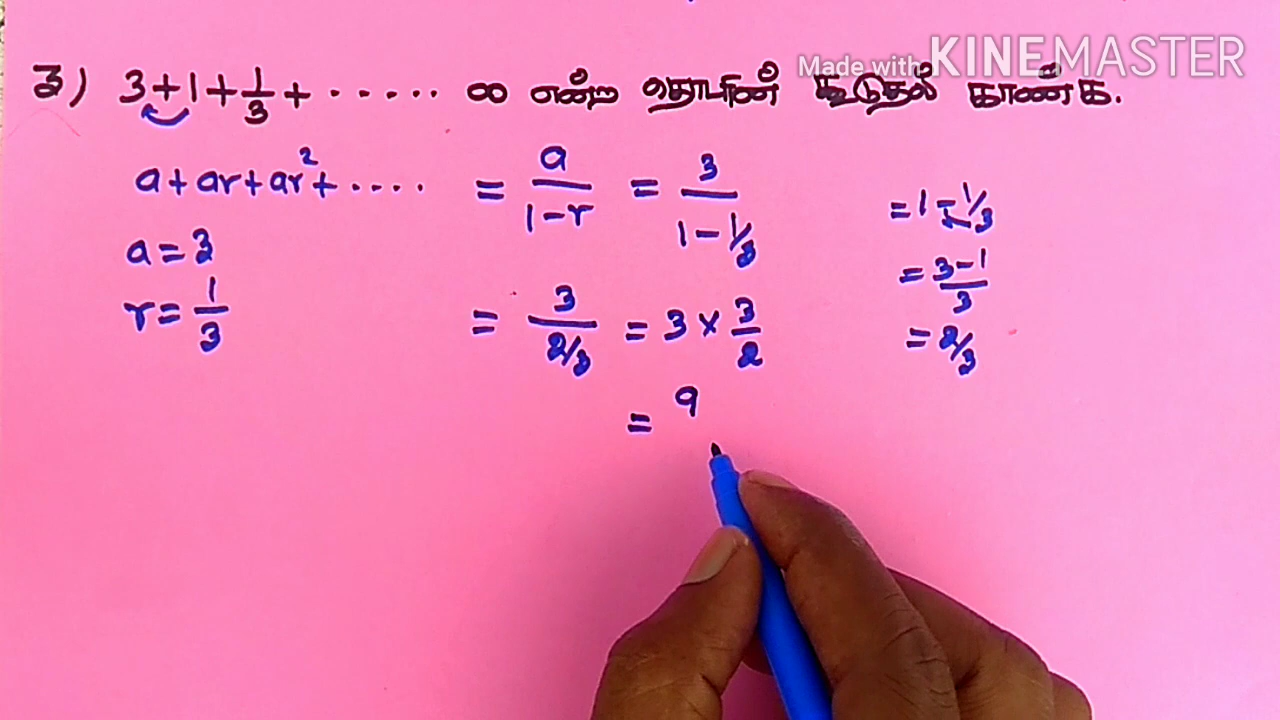 Made with KINEMASTER
3) 3+1+1/3+...... ∞ என்ற தொடரின் கூடுதல் காண்க.
a+ar+ar²+.... = a/(1-r) = 3/(1-1/3)
a=3
r=1/3
= 3/(2/3) = 3×3/2
= 9
=1-1/3
=(3-1)/3
=2/3